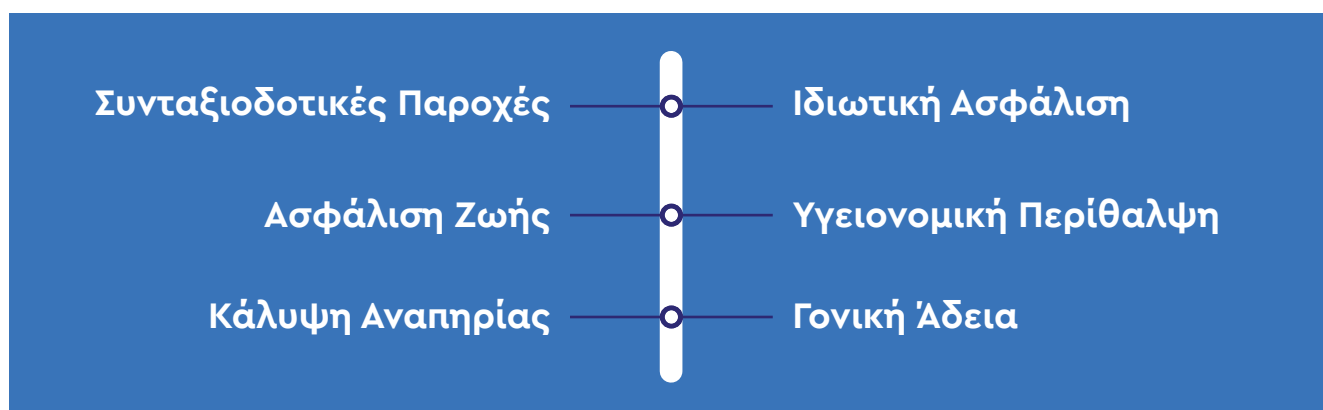 Συνταξιοδοτικές Παροχές
Ιδιωτική Ασφάλιση
Ασφάλιση Ζωής
Υγειονομική Περίθαλψη
Κάλυψη Αναπηρίας
Γονική Άδεια